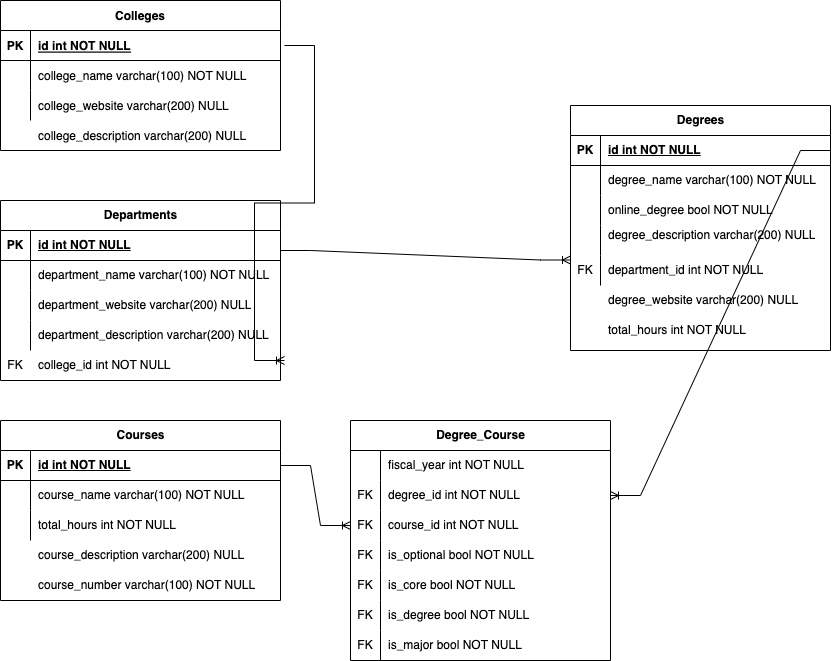 Colleges
PK id int NOT NULL
college_name varchar(100) NOT NULL
college_website varchar(200) NULL
college_description varchar(200) NULL
Departments
PK id int NOT NULL
department_name varchar(100) NOT NULL
department_website varchar(200) NULL
department_description varchar(200) NULL
FK college_id int NOT NULL
Degrees
PK id int NOT NULL
degree_name varchar(100) NOT NULL
online_degree bool NOT NULL
degree_description varchar(200) NULL
FK department_id int NOT NULL
degree_website varchar(200) NULL
total_hours int NOT NULL
Courses
PK id int NOT NULL
course_name varchar(100) NOT NULL
total_hours int NOT NULL
course_description varchar(200) NULL
course_number varchar(100) NOT NULL
Degree_Course
fiscal_year int NOT NULL
FK degree_id int NOT NULL
FK course_id int NOT NULL
FK is_optional bool NOT NULL
FK is_core bool NOT NULL
FK is_degree bool NOT NULL
FK is_major bool NOT NULL